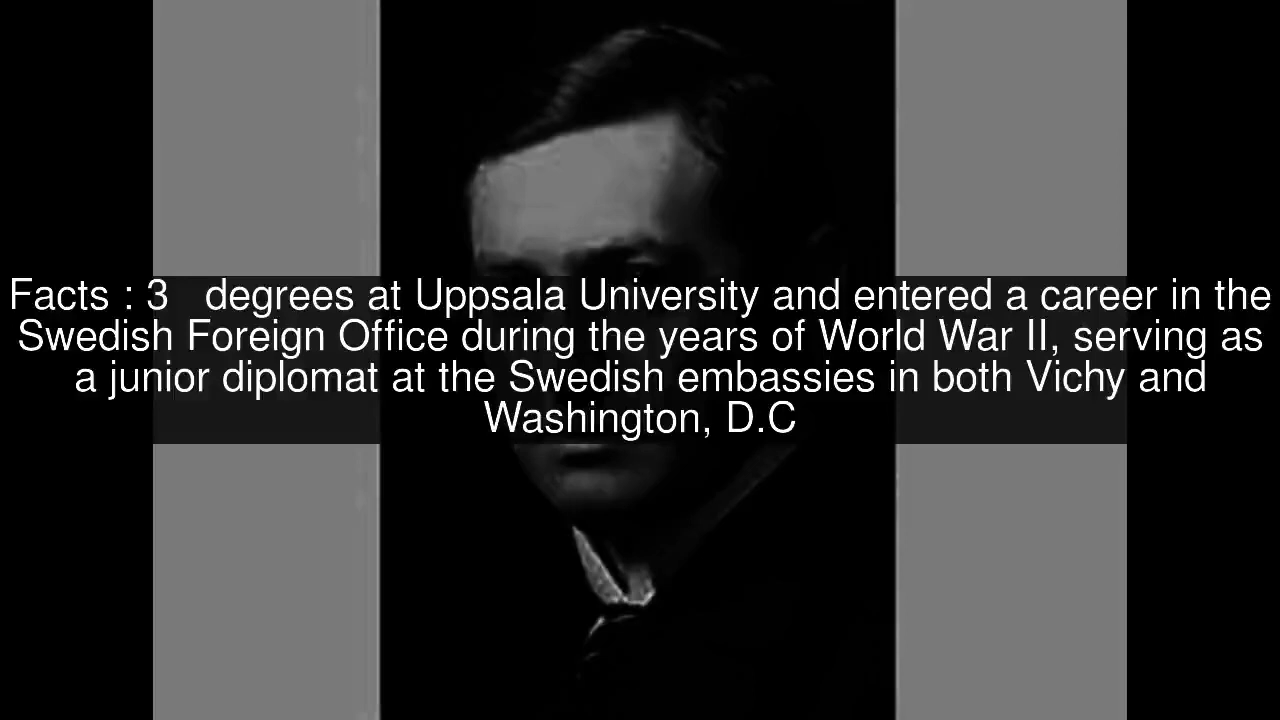 Facts : 3   degrees at Uppsala University and entered a career in the
Swedish Foreign Office during the years of World War II, serving as
a junior diplomat at the Swedish embassies in both Vichy and
Washington, D.C